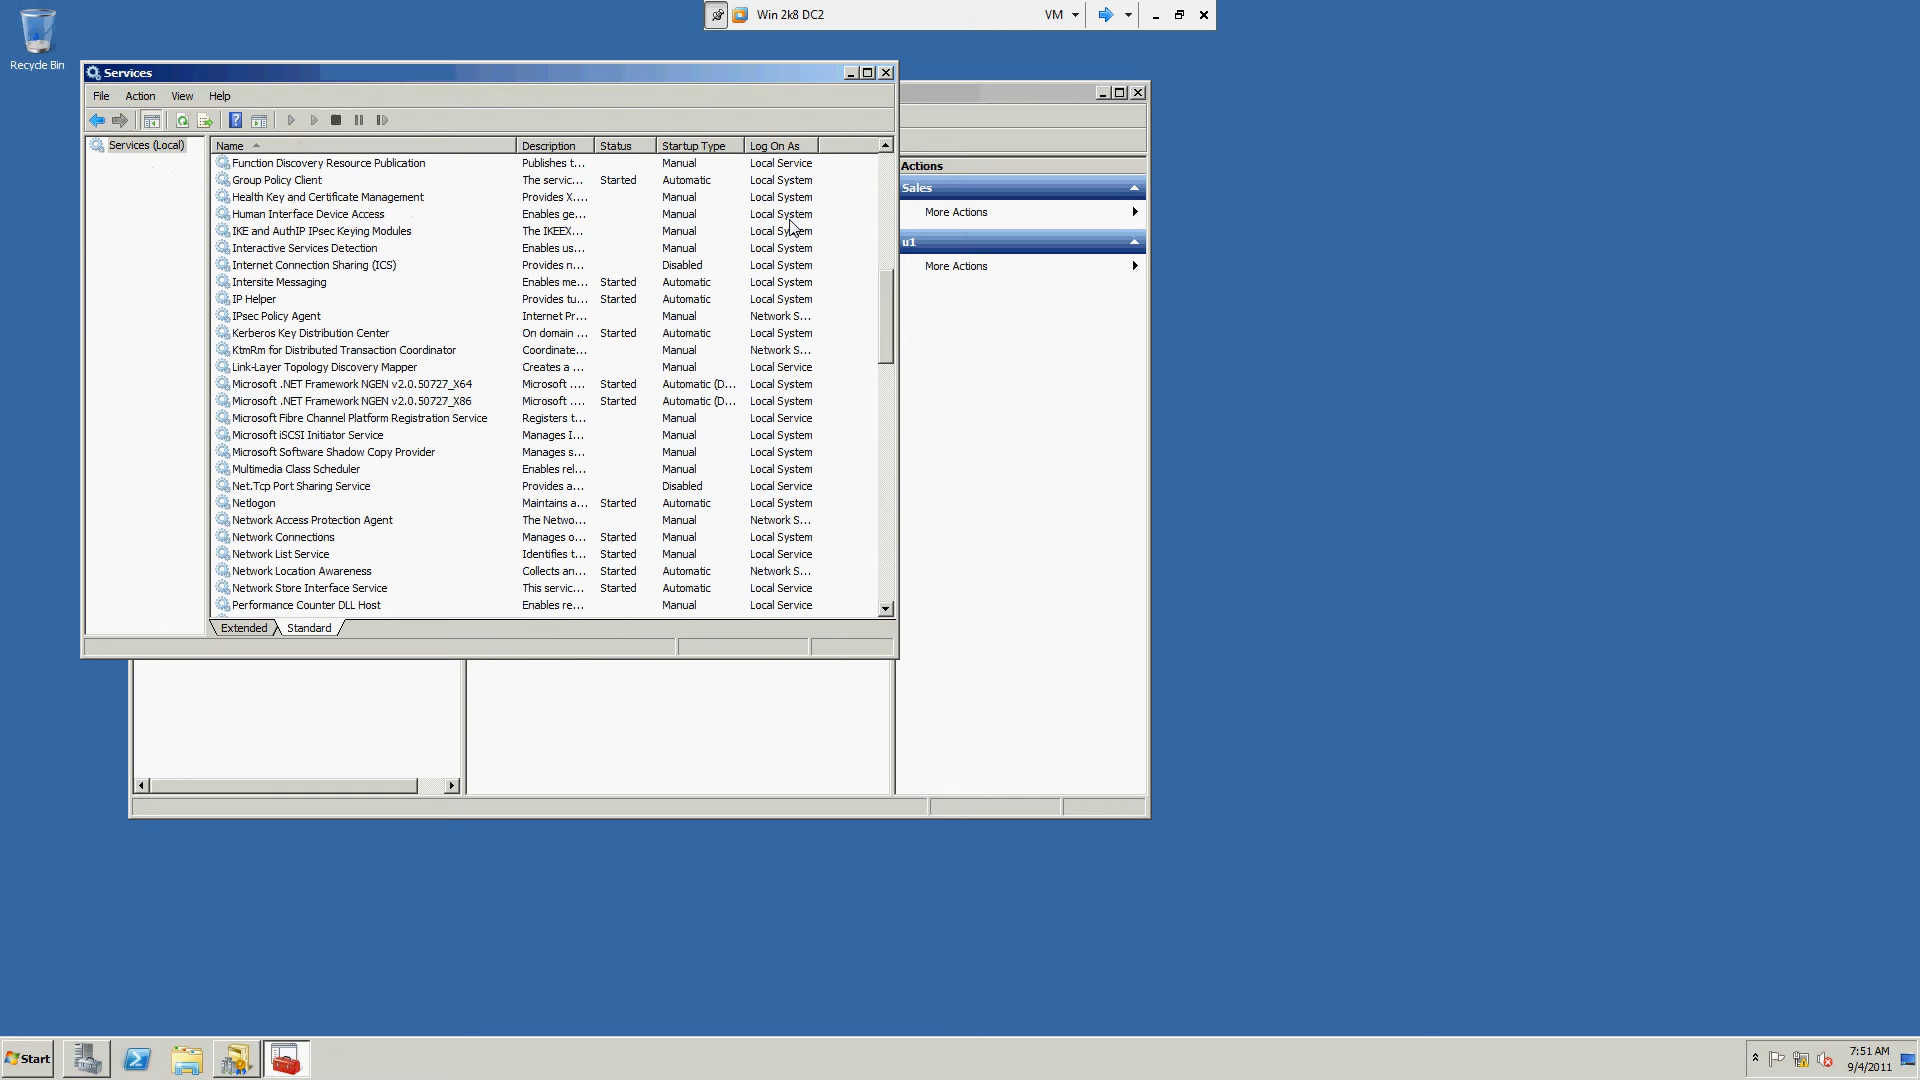 Win 2k8 DC2
VM
Recycle Bin
Services
File Action View Help
Services (Local)
Name Description Status Startup Type Log On As
Function Discovery Resource Publication Publishes t... Manual Local Service
Group Policy Client The servic... Started Automatic Local System
Health Key and Certificate Management Provides X.... Manual Local System
Human Interface Device Access Enables ge... Manual Local System
IKE and AuthIP IPsec Keying Modules The IKEEX... Manual Local System
Interactive Services Detection Enables us... Manual Local System
Internet Connection Sharing (ICS) Provides n... Disabled Local System
Intersite Messaging Enables me... Started Automatic Local System
IP Helper Provides tu... Started Automatic Local System
IPsec Policy Agent Internet Pr... Manual Network S...
Kerberos Key Distribution Center On domain ... Started Automatic Local System
KtmRm for Distributed Transaction Coordinator Coordinate... Manual Network S...
Link-Layer Topology Discovery Mapper Creates a ... Manual Local Service
Microsoft .NET Framework NGEN v2.0.50727_X64 Microsoft .... Started Automatic (D... Local System
Microsoft .NET Framework NGEN v2.0.50727_X86 Microsoft .... Started Automatic (D... Local System
Microsoft Fibre Channel Platform Registration Service Registers t... Manual Local Service
Microsoft iSCSI Initiator Service Manages I... Manual Local System
Microsoft Software Shadow Copy Provider Manages s... Manual Local System
Multimedia Class Scheduler Enables rel... Manual Local System
Net.Tcp Port Sharing Service Provides a... Disabled Local Service
Netlogon Maintains a... Started Automatic Local System
Network Access Protection Agent The Netwo... Manual Network S...
Network Connections Manages o... Started Manual Local System
Network List Service Identifies t... Started Manual Local Service
Network Location Awareness Collects an... Started Automatic Network S...
Network Store Interface Service This servic... Started Automatic Local Service
Performance Counter DLL Host Enables re... Manual Local Service
Extended Standard
Actions
Sales
More Actions
u1
More Actions
Start
7:51 AM
9/4/2011